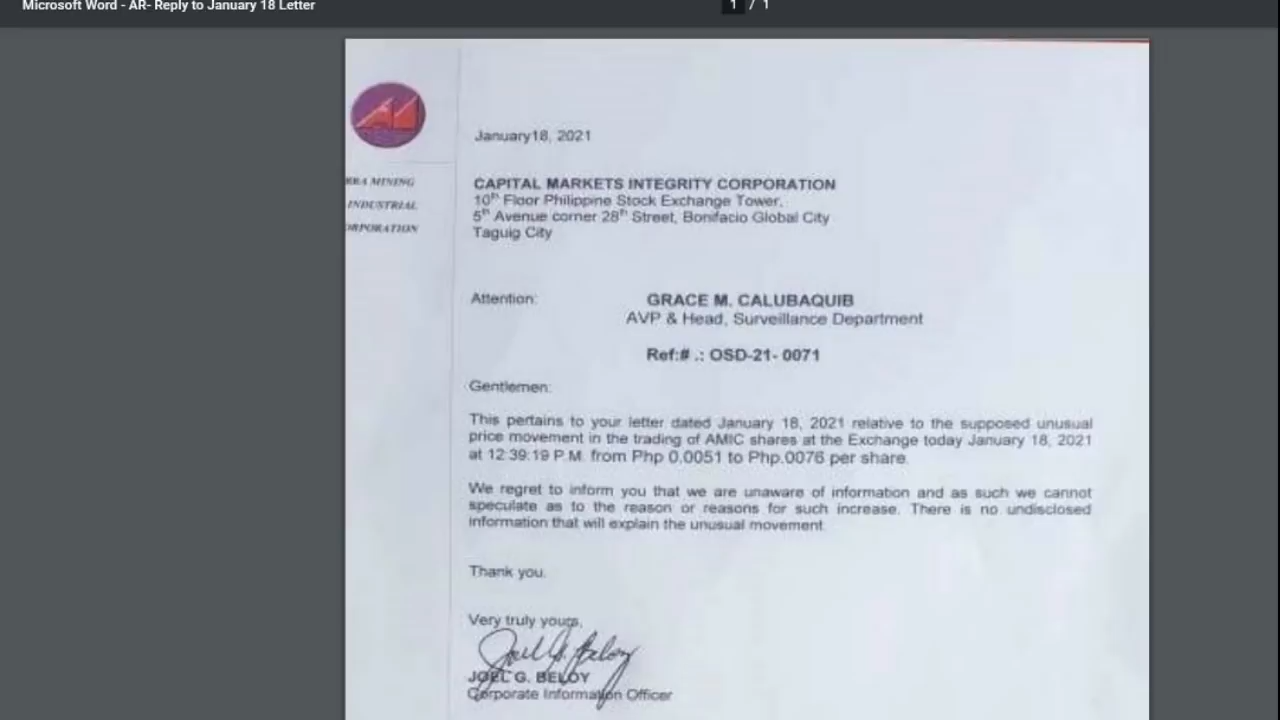 Microsoft Word - AR- Reply to January 18 Letter
1 / 1
January18, 2021
MINING
INDUSTRIAL
CAPITAL MARKETS INTEGRITY CORPORATION
10th Floor Philippine Stock Exchange Tower,
5th Avenue corner 28th Street, Bonifacio Global City
Taguig City
Attention:
GRACE M. CALUBAQUIB
AVP & Head, Surveillance Department
Ref:# .: OSD-21- 0071
Gentlemen:
This pertains to your letter dated January 18, 2021 relative to the supposed unusual
price movement in the trading of AMIC shares at the Exchange today January 18, 2021
at 12:39:19 P.M. from Php 0.0051 to Php.0076 per share.
We regret to inform you that we are unaware of information and as such we cannot
speculate as to the reason or reasons for such increase. There is no undisclosed
information that will explain the unusual movement
Thank you.
Very truly yours,
Joel G. Beloy
JOEL G. BELOY
Corporate Information Officer